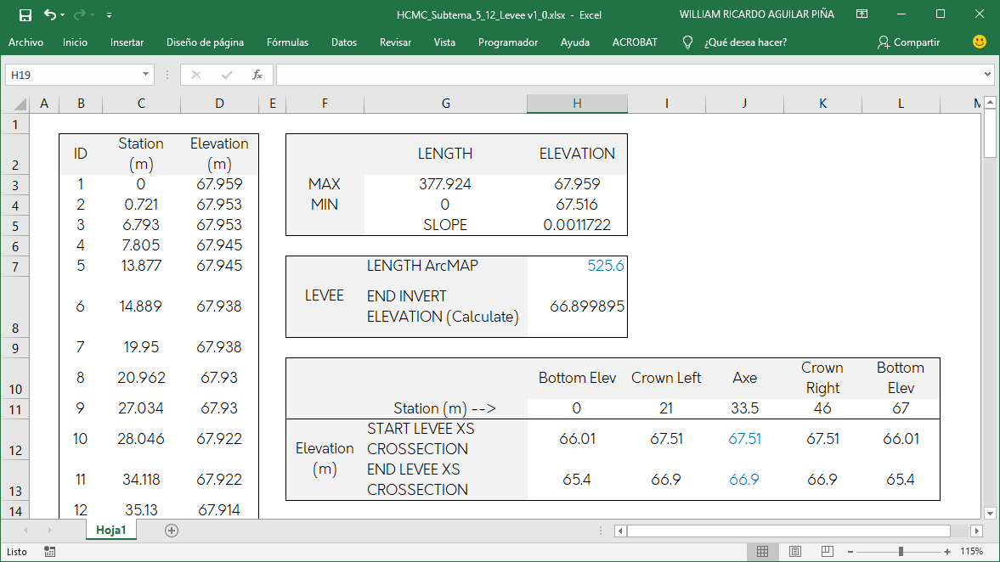 HCMC_Subtema_5_12_Levee v1_0.xlsx - Excel
WILLIAM RICARDO AGUILAR PIÑA
Archivo Inicio Insertar Diseño de página Fórmulas Datos Revisar Vista Programador Ayuda ACROBAT ¿Qué desea hacer? Compartir
H19 fx
A B C D E F G H I J K L
1
2
3
4
5
6
7
8
9
10
11
12
13
14
ID Station (m) Elevation (m)
1 0 67.959
2 0.721 67.953
3 6.793 67.953
4 7.805 67.945
5 13.877 67.945
6 14.889 67.938
7 19.95 67.938
8 20.962 67.93
9 27.034 67.93
10 28.046 67.922
11 34.118 67.922
12 35.13 67.914
LENGTH ELEVATION
MAX 377.924 67.959
MIN 0 67.516
SLOPE 0.0011722
LEVEE
LENGTH ArcMAP 525.6
END INVERT
ELEVATION (Calculate) 66.899895
Bottom Elev Crown Left Axe Crown Right Bottom Elev
Station (m) --> 0 21 33.5 46 67
Elevation (m)
START LEVEE XS
CROSSECTION 66.01 67.51 67.51 67.51 66.01
END LEVEE XS
CROSSECTION 65.4 66.9 66.9 66.9 65.4
Hoja1
Listo
115%